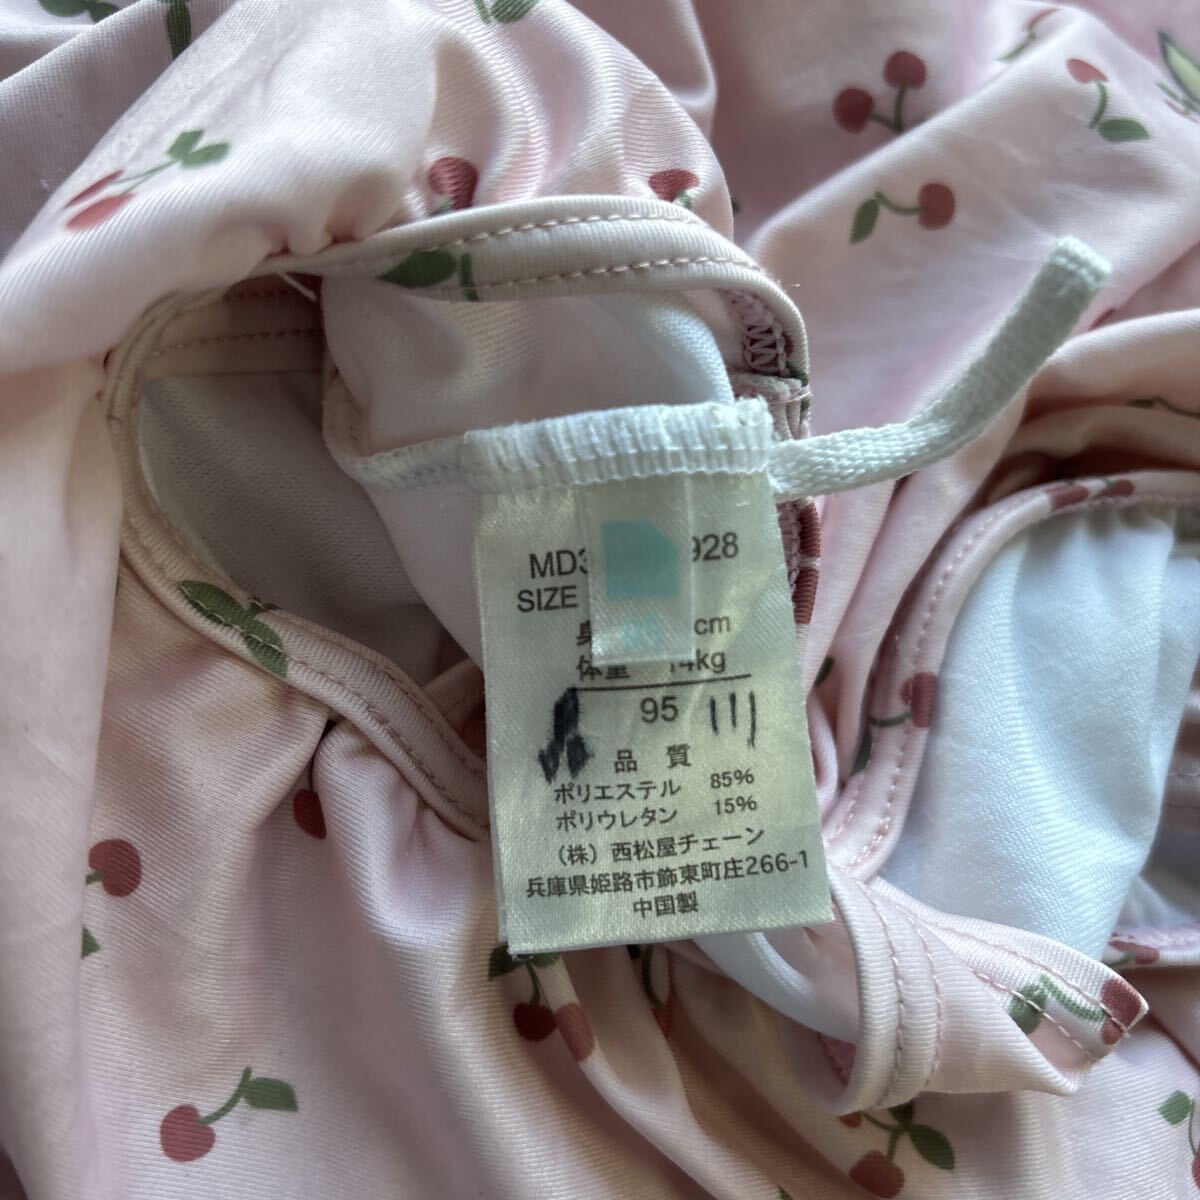 MD3 928
SIZE
cm
体重 14kg
95
品 質
ポリエステル 85%
ポリウレタン 15%
(株) 西松屋チェーン
兵庫県姫路市飾東町庄266-1
中国製